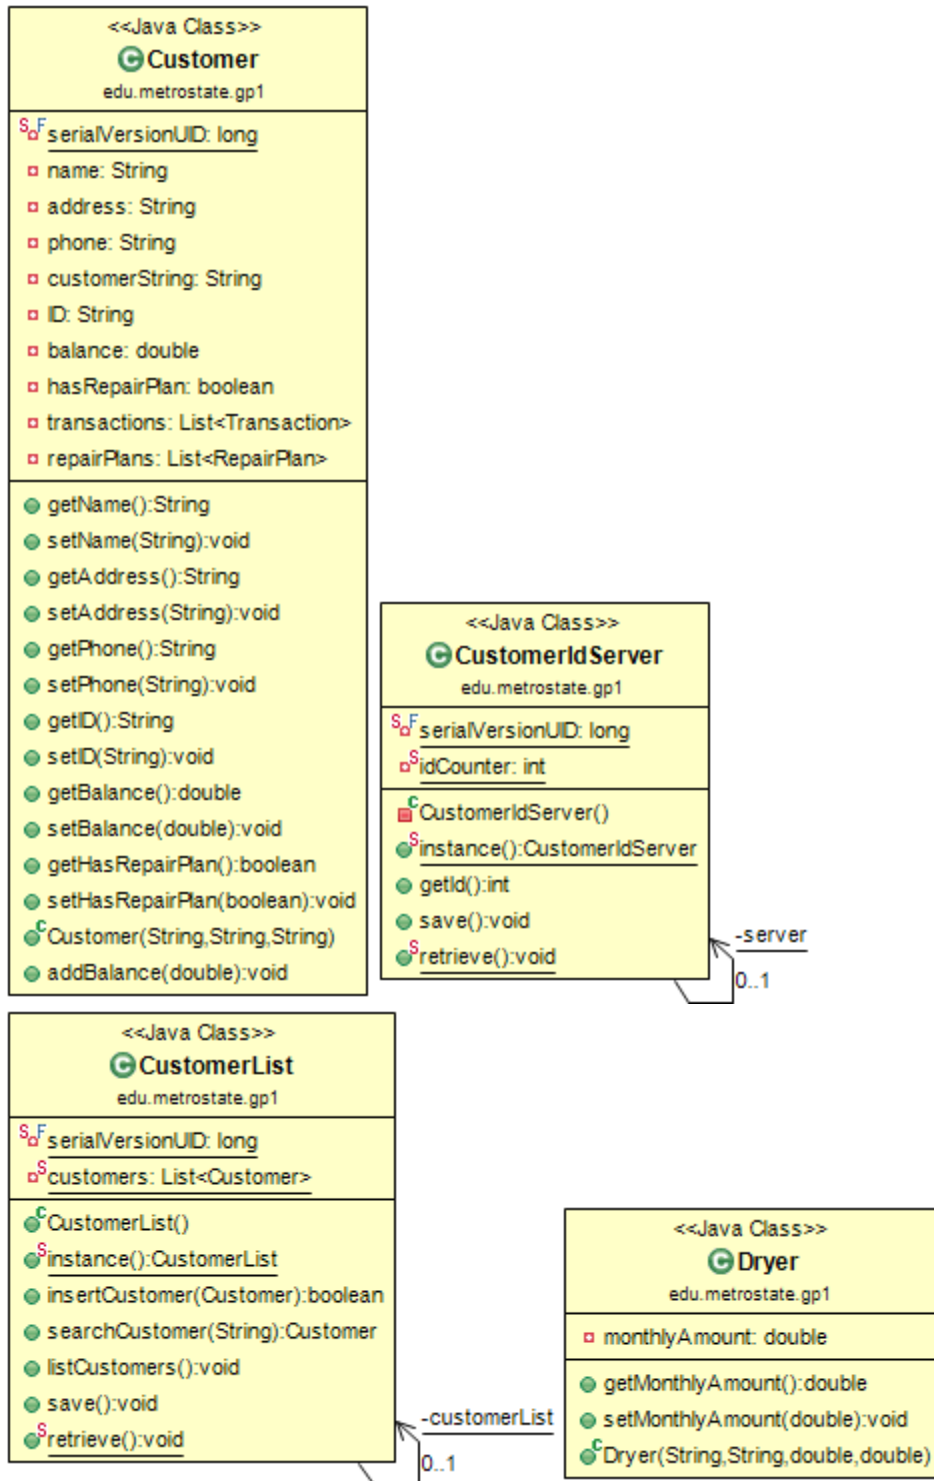 <<Java Class>>
Customer
edu.metrostate.gp1
serialVersionUID: long
name: String
address: String
phone: String
customerString: String
ID: String
balance: double
hasRepairPlan: boolean
transactions: List<Transaction>
repairPlans: List<RepairPlan>
getName():String
setName(String):void
getAddress():String
setAddress(String):void
getPhone():String
setPhone(String):void
getID():String
setID(String):void
getBalance():double
setBalance(double):void
getHasRepairPlan():boolean
setHasRepairPlan(boolean):void
Customer(String,String,String)
addBalance(double):void
<<Java Class>>
CustomerIdServer
edu.metrostate.gp1
serialVersionUID: long
idCounter: int
CustomerIdServer()
instance():CustomerIdServer
getId():int
save():void
retrieve():void
-server
0..1
<<Java Class>>
CustomerList
edu.metrostate.gp1
serialVersionUID: long
customers: List<Customer>
CustomerList()
instance():CustomerList
insertCustomer(Customer):boolean
searchCustomer(String):Customer
listCustomers():void
save():void
retrieve():void
-customerList
0..1
<<Java Class>>
Dryer
edu.metrostate.gp1
monthlyAmount: double
getMonthlyAmount():double
setMonthlyAmount(double):void
Dryer(String,String,double,double)